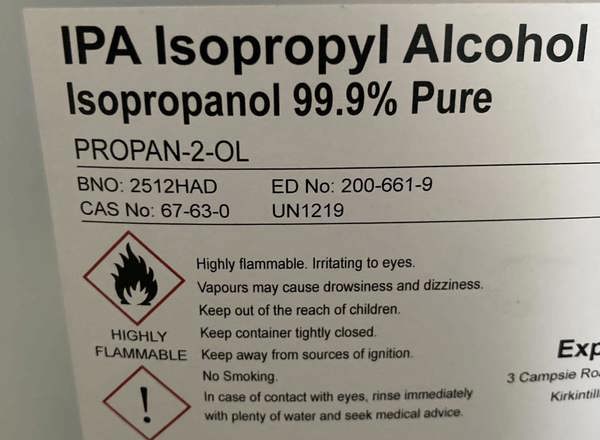 IPA Isopropyl Alcohol
Isopropanol 99.9% Pure
PROPAN-2-OL
BNO: 2512HAD ED No: 200-661-9
CAS No: 67-63-0 UN1219
Highly flammable. Irritating to eyes.
Vapours may cause drowsiness and dizziness.
Keep out of the reach of children.
HIGHLY FLAMMABLE
Keep container tightly closed.
Keep away from sources of ignition.
No Smoking.
In case of contact with eyes, rinse immediately
with plenty of water and seek medical advice.
Exp
3 Campsie Roa
Kirkintill